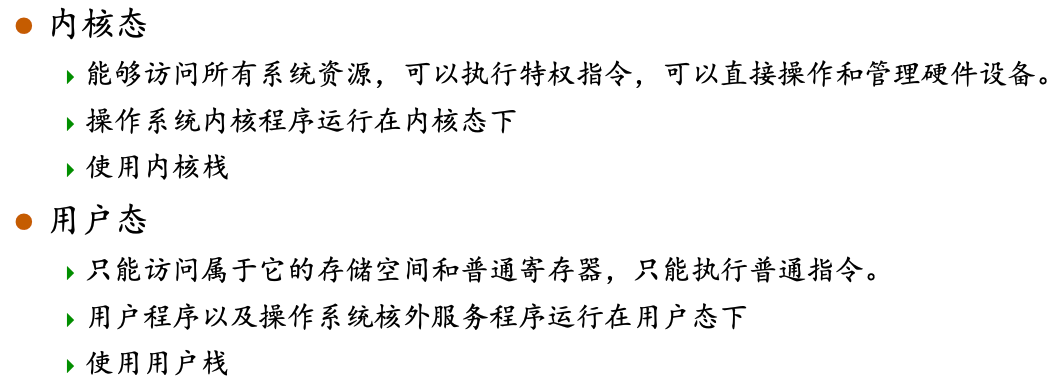 内核态
能够访问所有系统资源，可以执行特权指令，可以直接操作和管理硬件设备。
操作系统内核程序运行在内核态下
使用内核栈
用户态
只能访问属于它的存储空间和普通寄存器，只能执行普通指令。
用户程序以及操作系统核外服务程序运行在用户态下
使用用户栈